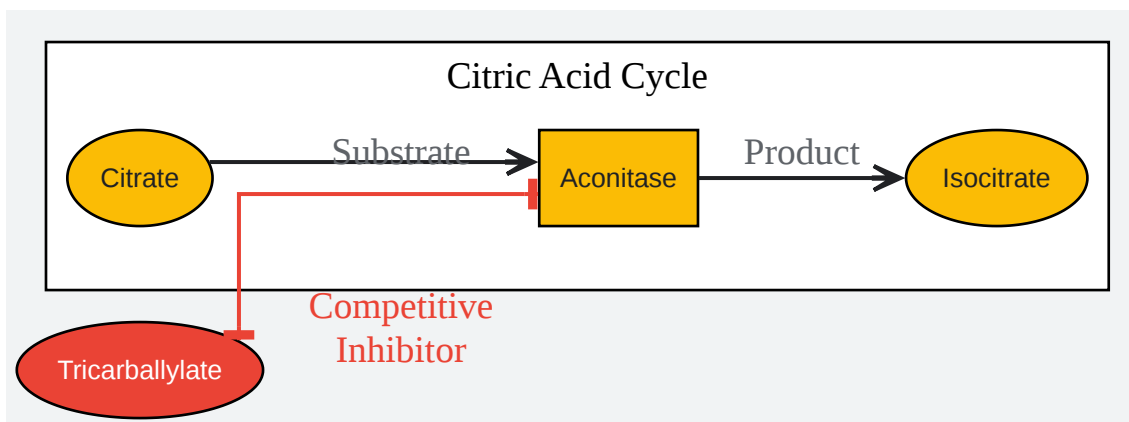 Citric Acid Cycle
Citrate
Substrate
Aconitase
Product
Isocitrate
Competitive
Inhibitor
Tricarballylate